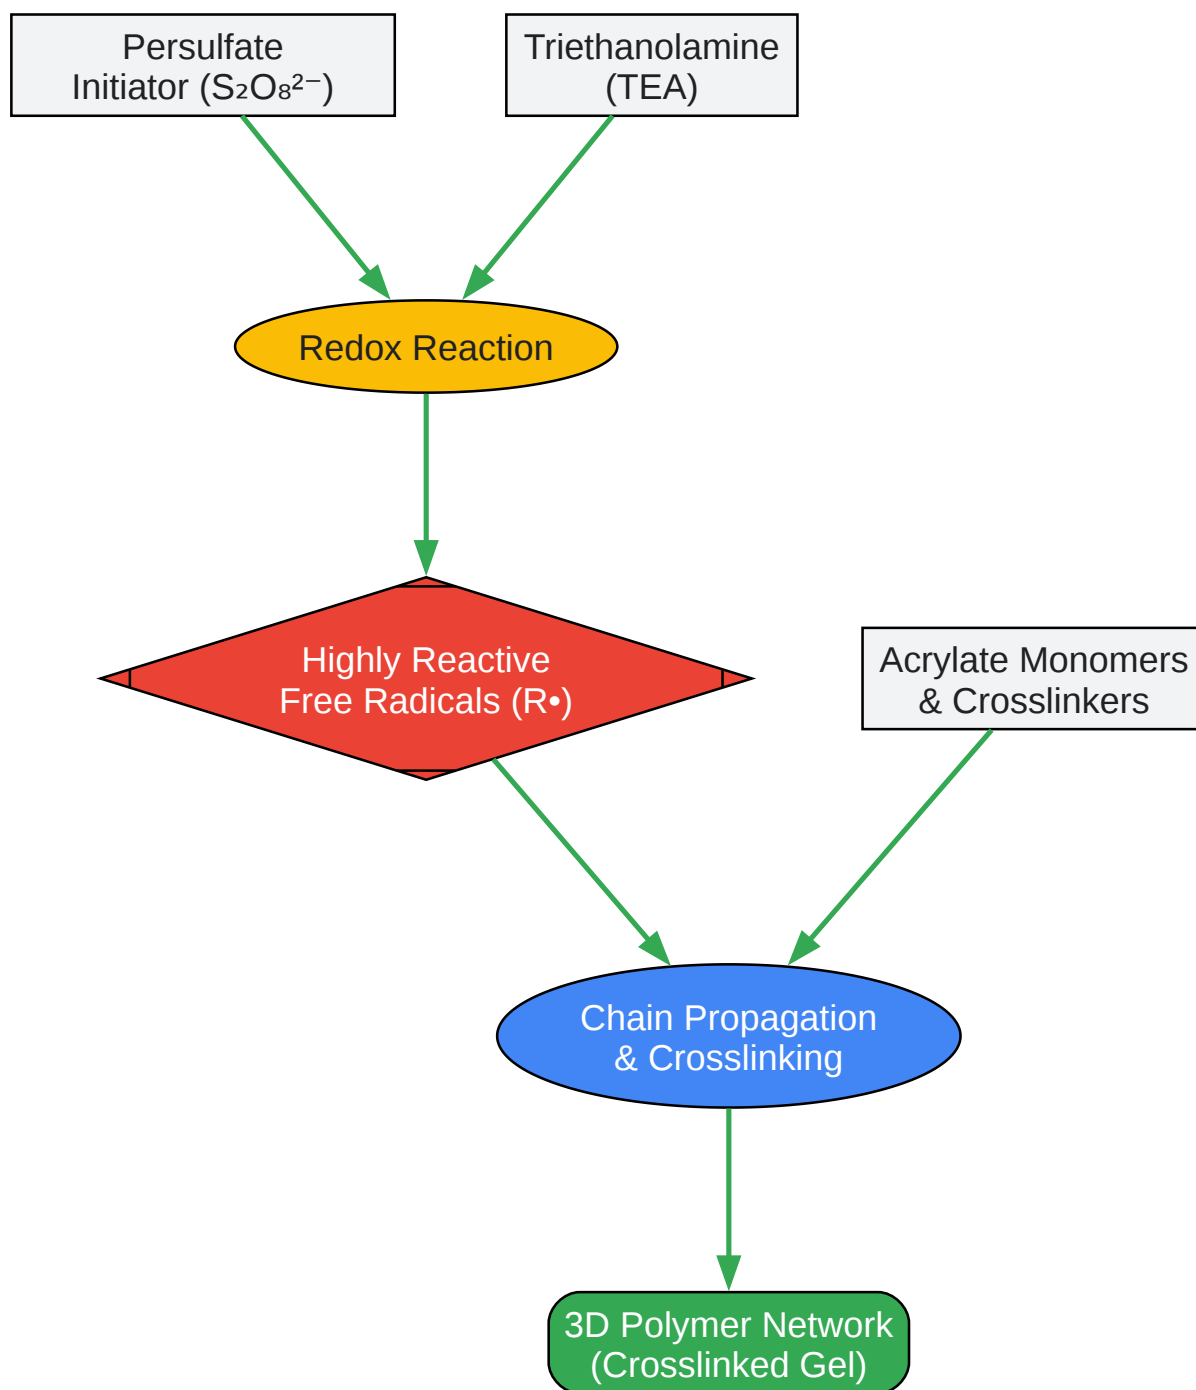 Persulfate
Initiator (S₂O₈²⁻)
Triethanolamine
(TEA)
Redox Reaction
Highly Reactive
Free Radicals (R•)
Acrylate Monomers
& Crosslinkers
Chain Propagation
& Crosslinking
3D Polymer Network
(Crosslinked Gel)